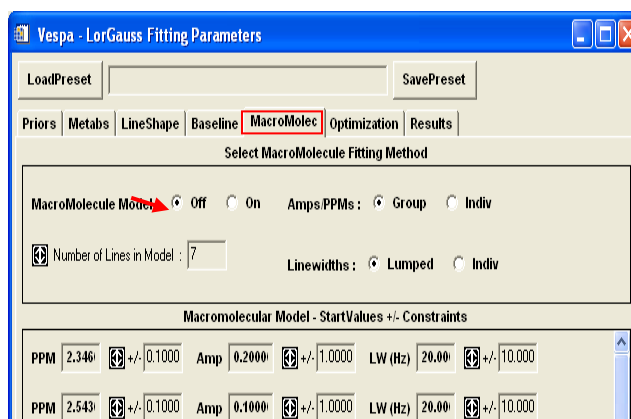 Vespa - LorGauss Fitting Parameters
LoadPreset SavePreset
Priors Metabs LineShape Baseline MacroMolec Optimization Results
Select MacroMolecule Fitting Method
MacroMolecule Model Off On Amps/PPMs : Group Indiv
Number of Lines in Model : 7
Linewidths : Lumped Indiv
Macromolecular Model - StartValues +/- Constraints
PPM 2.346 +/- 0.1000 Amp 0.2000 +/- 1.0000 LW (Hz) 20.00 +/- 10.000
PPM 2.543 +/- 0.1000 Amp 0.1000 +/- 1.0000 LW (Hz) 20.00 +/- 10.000